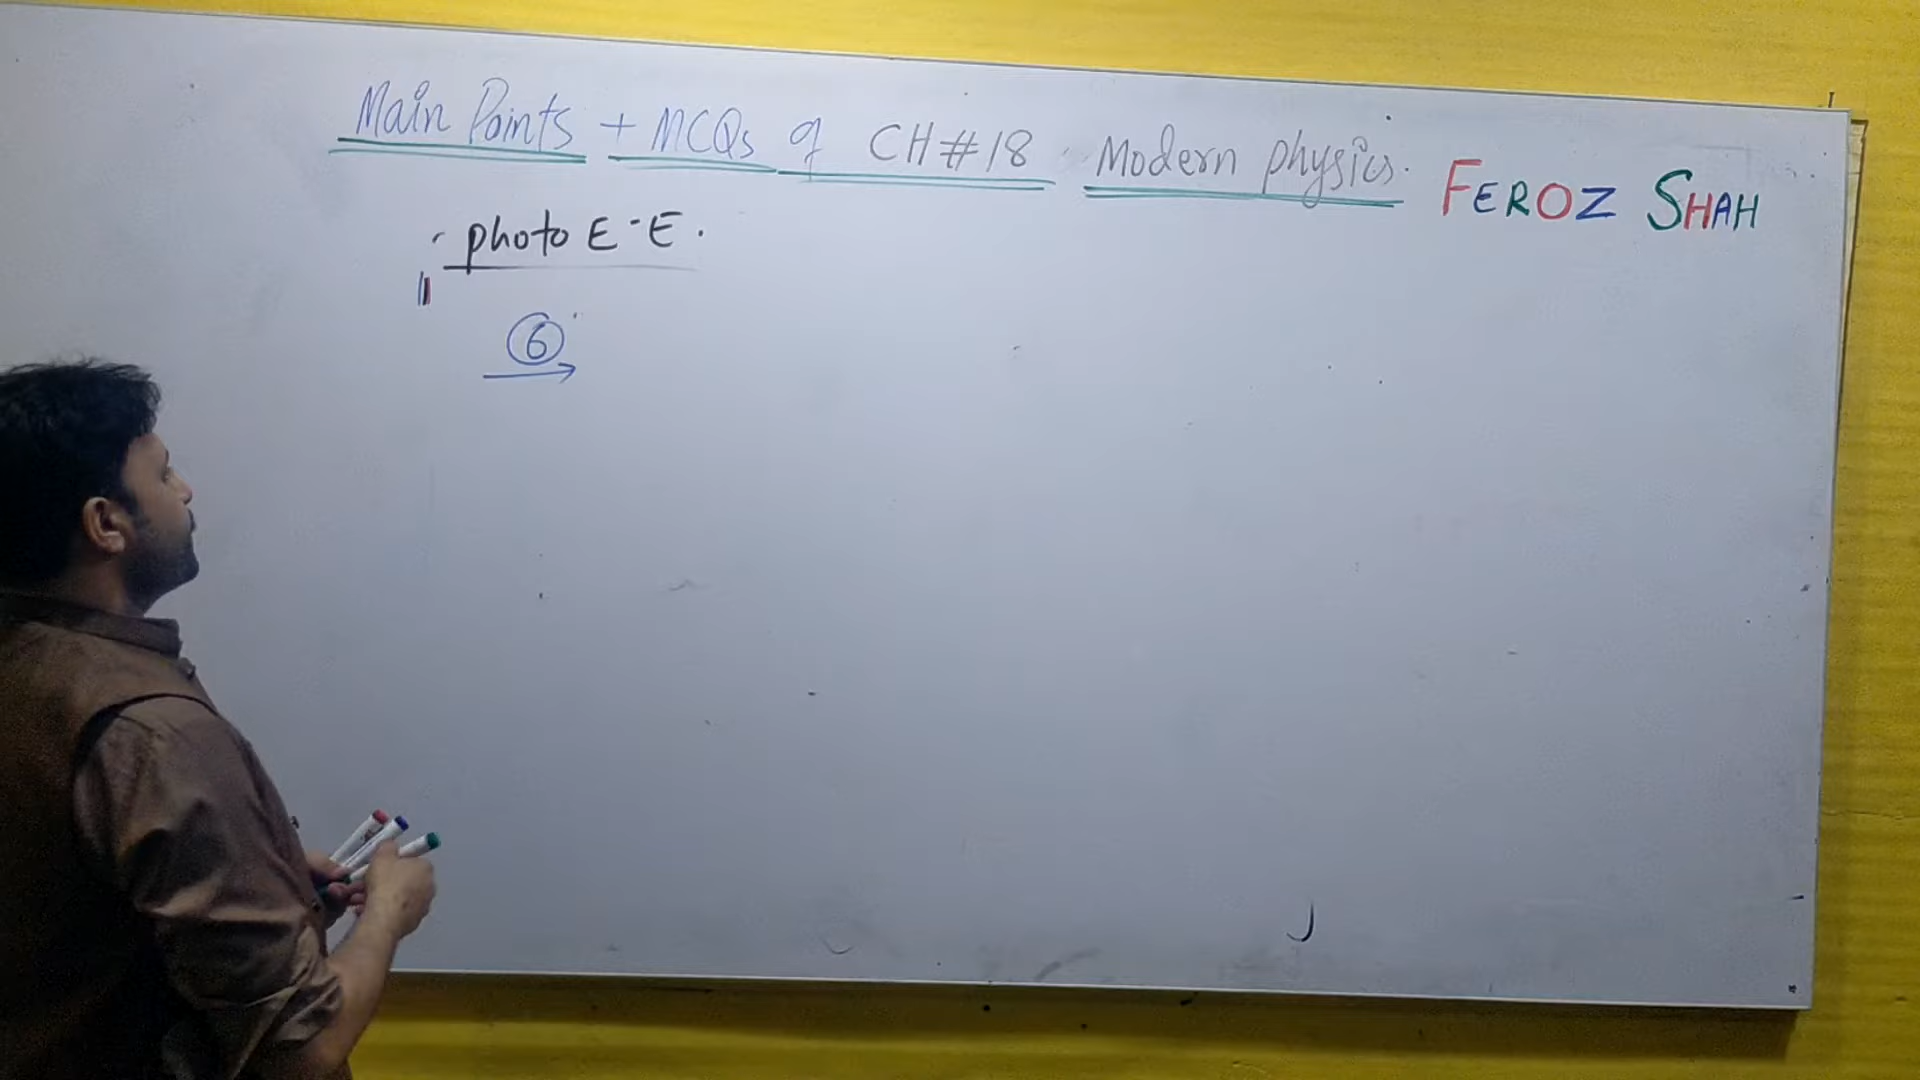 Main Points + MCQs of CH#18 Modern physics. FEROZ SHAH
photo E-E.
6